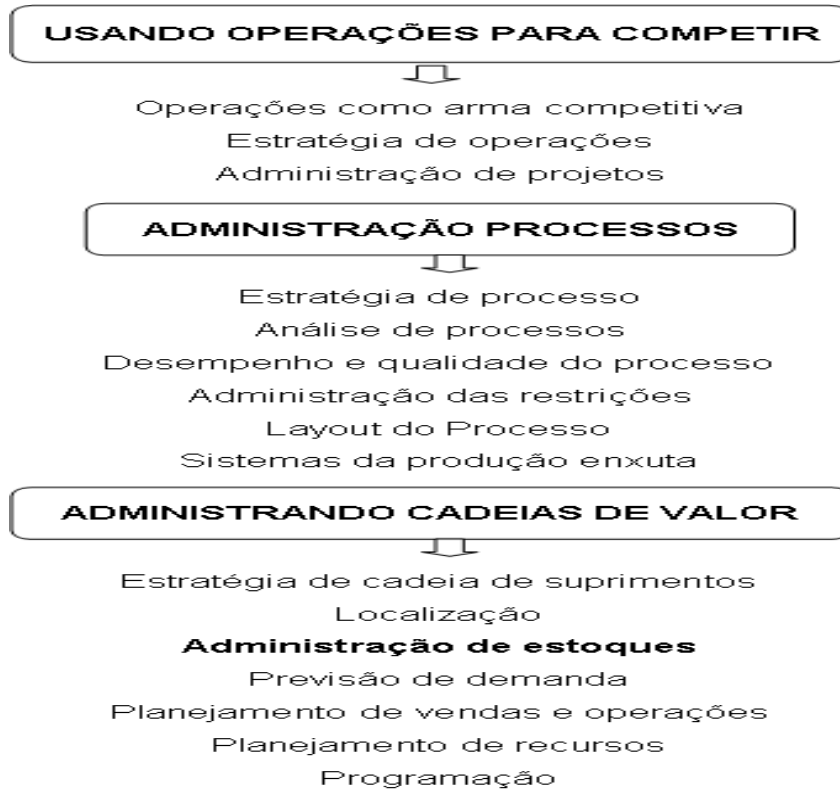 USANDO OPERAÇÕES PARA COMPETIR
Operações como arma competitiva
Estratégia de operações
Administração de projetos
ADMINISTRAÇÃO PROCESSOS
Estratégia de processo
Análise de processos
Desempenho e qualidade do processo
Administração das restrições
Layout do Processo
Sistemas da produção enxuta
ADMINISTRANDO CADEIAS DE VALOR
Estratégia de cadeia de suprimentos
Localização
Administração de estoques
Previsão de demanda
Planejamento de vendas e operações
Planejamento de recursos
Programação